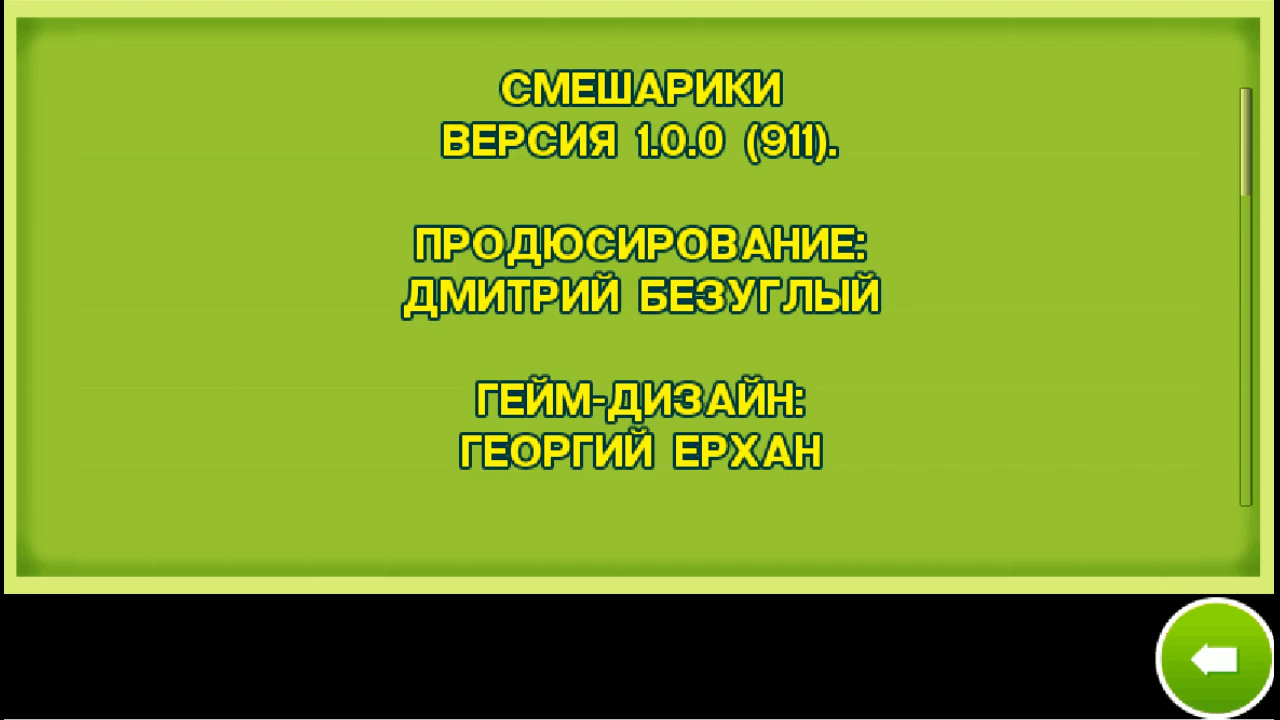 СМЕШАРИКИ
ВЕРСИЯ 1.0.0 (911).
ПРОДЮСИРОВАНИЕ:
ДМИТРИЙ БЕЗУГЛЫЙ
ГЕЙМ-ДИЗАЙН:
ГЕОРГИЙ ЕРХАН